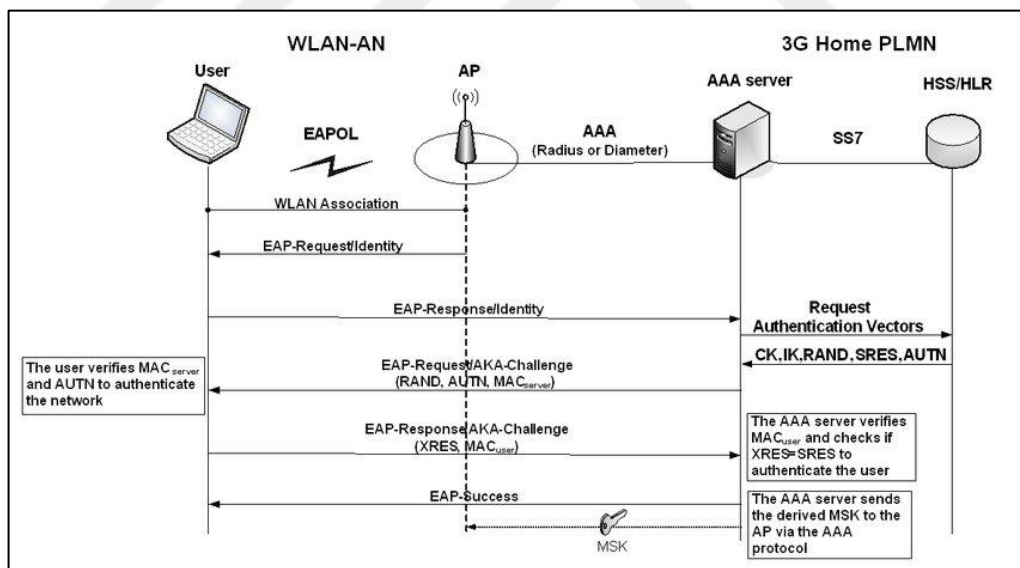 WLAN-AN
3G Home PLMN
User
AP
AAA server
HSS/HLR
EAPOL
AAA
(Radius or Diameter)
SS7
WLAN Association
EAP-Request/Identity
EAP-Response/Identity
Request
Authentication Vectors
CK,IK,RAND,SRES,AUTN
The user verifies MAC server
and AUTN to authenticate
the network
EAP-Request/AKA-Challenge
(RAND, AUTN, MACserver)
EAP-Response/AKA-Challenge
(XRES, MACuser)
The AAA server verifies
MACuser and checks if
XRES=SRES to
authenticate the user
EAP-Success
The AAA server sends
the derived MSK to the
AP via the AAA
protocol
MSK